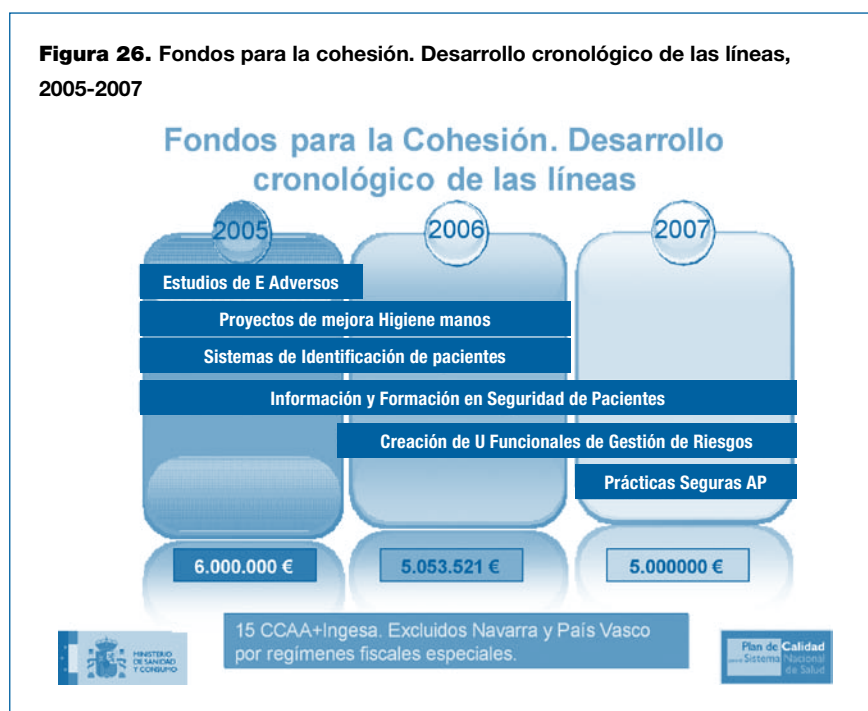 Figura 26. Fondos para la cohesión. Desarrollo cronológico de las líneas,
2005-2007
Fondos para la Cohesión. Desarrollo
cronológico de las líneas
2005
2006
2007
Estudios de E Adversos
Proyectos de mejora Higiene manos
Sistemas de Identificación de pacientes
Información y Formación en Seguridad de Pacientes
Creación de U Funcionales de Gestión de Riesgos
Prácticas Seguras AP
6.000.000 €
5.053.521 €
5.000000 €
15 CCAA+Ingesa. Excluidos Navarra y País Vasco
por regímenes fiscales especiales.
MINISTERIO
DE SANIDAD
Y CONSUMO
Plan de Calidad
Sistema Nacional
de Salud